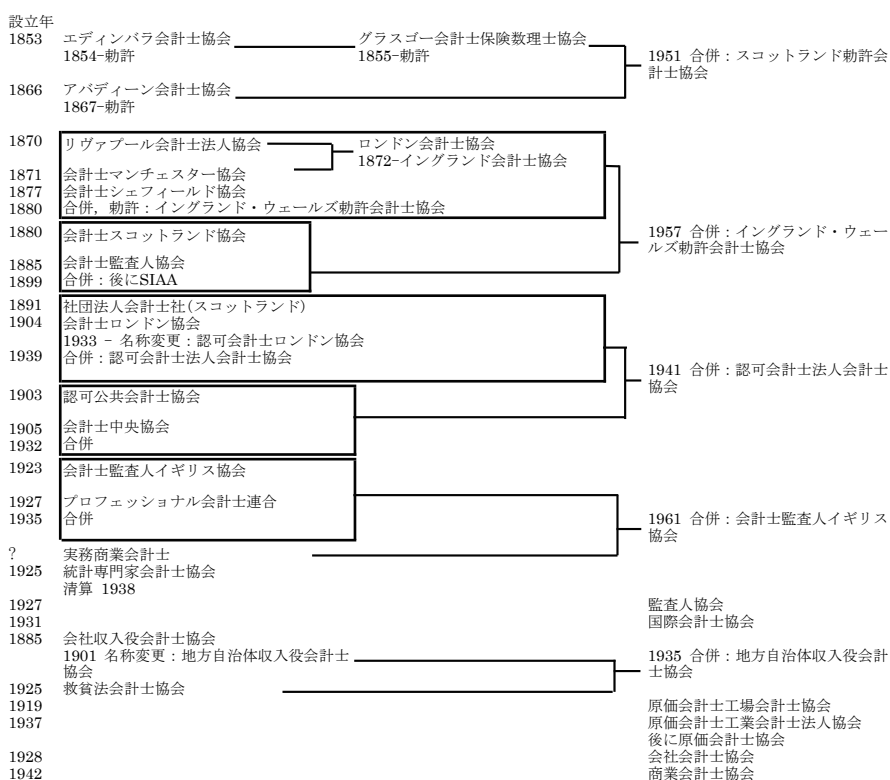 設立年
1853 エディンバラ会計士協会 グラスゴー会計士保険数理士協会
1854-勅許 1855-勅許
1951 合併：スコットランド勅許会
計士協会
1866 アバディーン会計士協会
1867-勅許
1870 リヴァプール会計士法人協会 ロンドン会計士協会
1872-イングランド会計士協会
1871 会計士マンチェスター協会
1877 会計士シェフィールド協会
1880 合併，勅許：イングランド・ウェールズ勅許会計士協会
1880 会計士スコットランド協会
1957 合併：イングランド・ウェー
ルズ勅許会計士協会
1885 会計士監査人協会
1899 合併：後にSIAA
1891 社団法人会計士社(スコットランド)
1904 会計士ロンドン協会
1933 - 名称変更：認可会計士ロンドン協会
1939 合併：認可会計士法人会計士協会
1941 合併：認可会計士法人会計士
協会
1903 認可公共会計士協会
1905 会計士中央協会
1932 合併
1923 会計士監査人イギリス協会
1927 プロフェッショナル会計士連合
1935 合併
1961 合併：会計士監査人イギリス
協会
? 実務商業会計士
1925 統計専門家会計士協会
清算 1938
1927 監査人協会
1931 国際会計士協会
1885 会社収入役会計士協会
1901 名称変更：地方自治体収入役会計士
協会
1935 合併：地方自治体収入役会計
士協会
1925 救貧法会計士協会
1919 原価会計士工場会計士協会
1937 原価会計士工業会計士法人協会
後に原価会計士協会
1928 会社会計士協会
1942 商業会計士協会